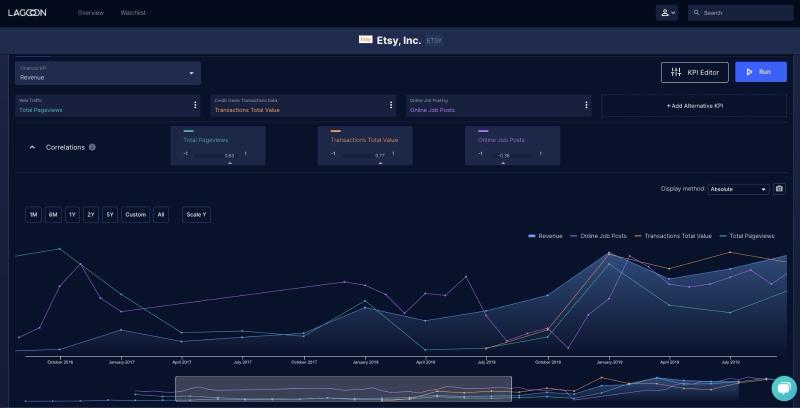 LAGOON
Overview
Watchlist
Search
Etsy
Etsy, Inc.
ETSY
Financial KPI
Revenue
KPI Editor
Run
Web Traffic
Total Pageviews
Credit Cards Transactions Data
Transactions Total Value
Online Job Posting
Online Job Posts
+ Add Alternative KPI
Correlations
Total Pageviews
-1 0.63 1
Transactions Total Value
-1 0.77 1
Online Job Posts
-1 -0.36 1
Display method: Absolute
1M 6M 1Y 2Y 5Y Custom All Scale Y
Revenue Online Job Posts Transactions Total Value Total Pageviews
October 2016 January 2017 April 2017 July 2017 October 2017 January 2018 April 2018 July 2018 October 2018 January 2019 April 2019 July 2019